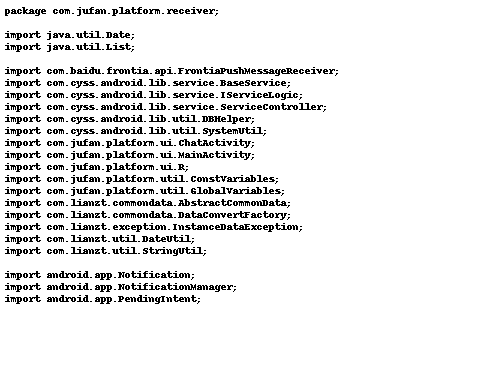 package com.jufan.platform.receiver;

import java.util.Date;
import java.util.List;

import com.baidu.frontia.api.FrontiaPushMessageReceiver;
import com.cyss.android.lib.service.BaseService;
import com.cyss.android.lib.service.IServiceLogic;
import com.cyss.android.lib.service.ServiceController;
import com.cyss.android.lib.util.DBHelper;
import com.cyss.android.lib.util.SystemUtil;
import com.jufan.platform.ui.ChatActivity;
import com.jufan.platform.ui.MainActivity;
import com.jufan.platform.ui.R;
import com.jufan.platform.util.ConstVariables;
import com.jufan.platform.util.GlobalVariables;
import com.lianzt.commondata.AbstractCommonData;
import com.lianzt.commondata.DataConvertFactory;
import com.lianzt.exception.InstanceDataException;
import com.lianzt.util.DateUtil;
import com.lianzt.util.StringUtil;

import android.app.Notification;
import android.app.NotificationManager;
import android.app.PendingIntent;